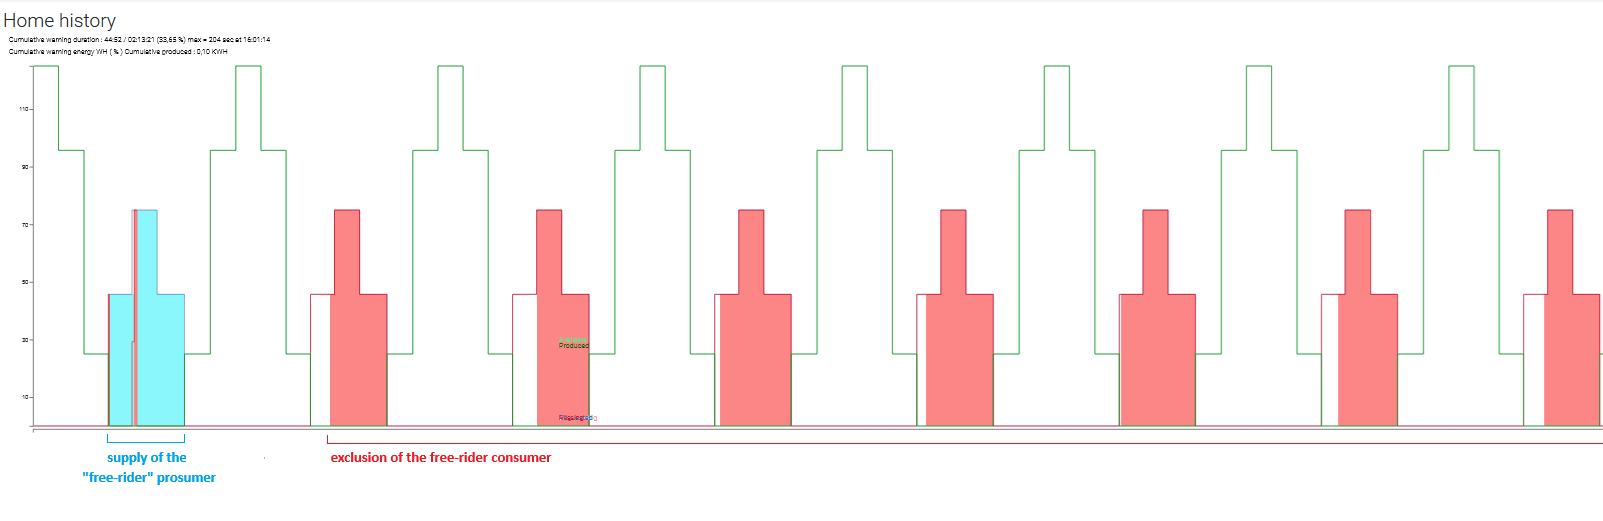 Home history
Cumulative warning duration : 44:52 / 02:13:21 (33,65 %) max = 204 sec at 16:01:14
Cumulative warning energy WH ( % ) Cumulative produced : 0,10 KWH
110
90
70
50
30
10
Produced
supply of the
"free-rider" prosumer
exclusion of the free-rider consumer